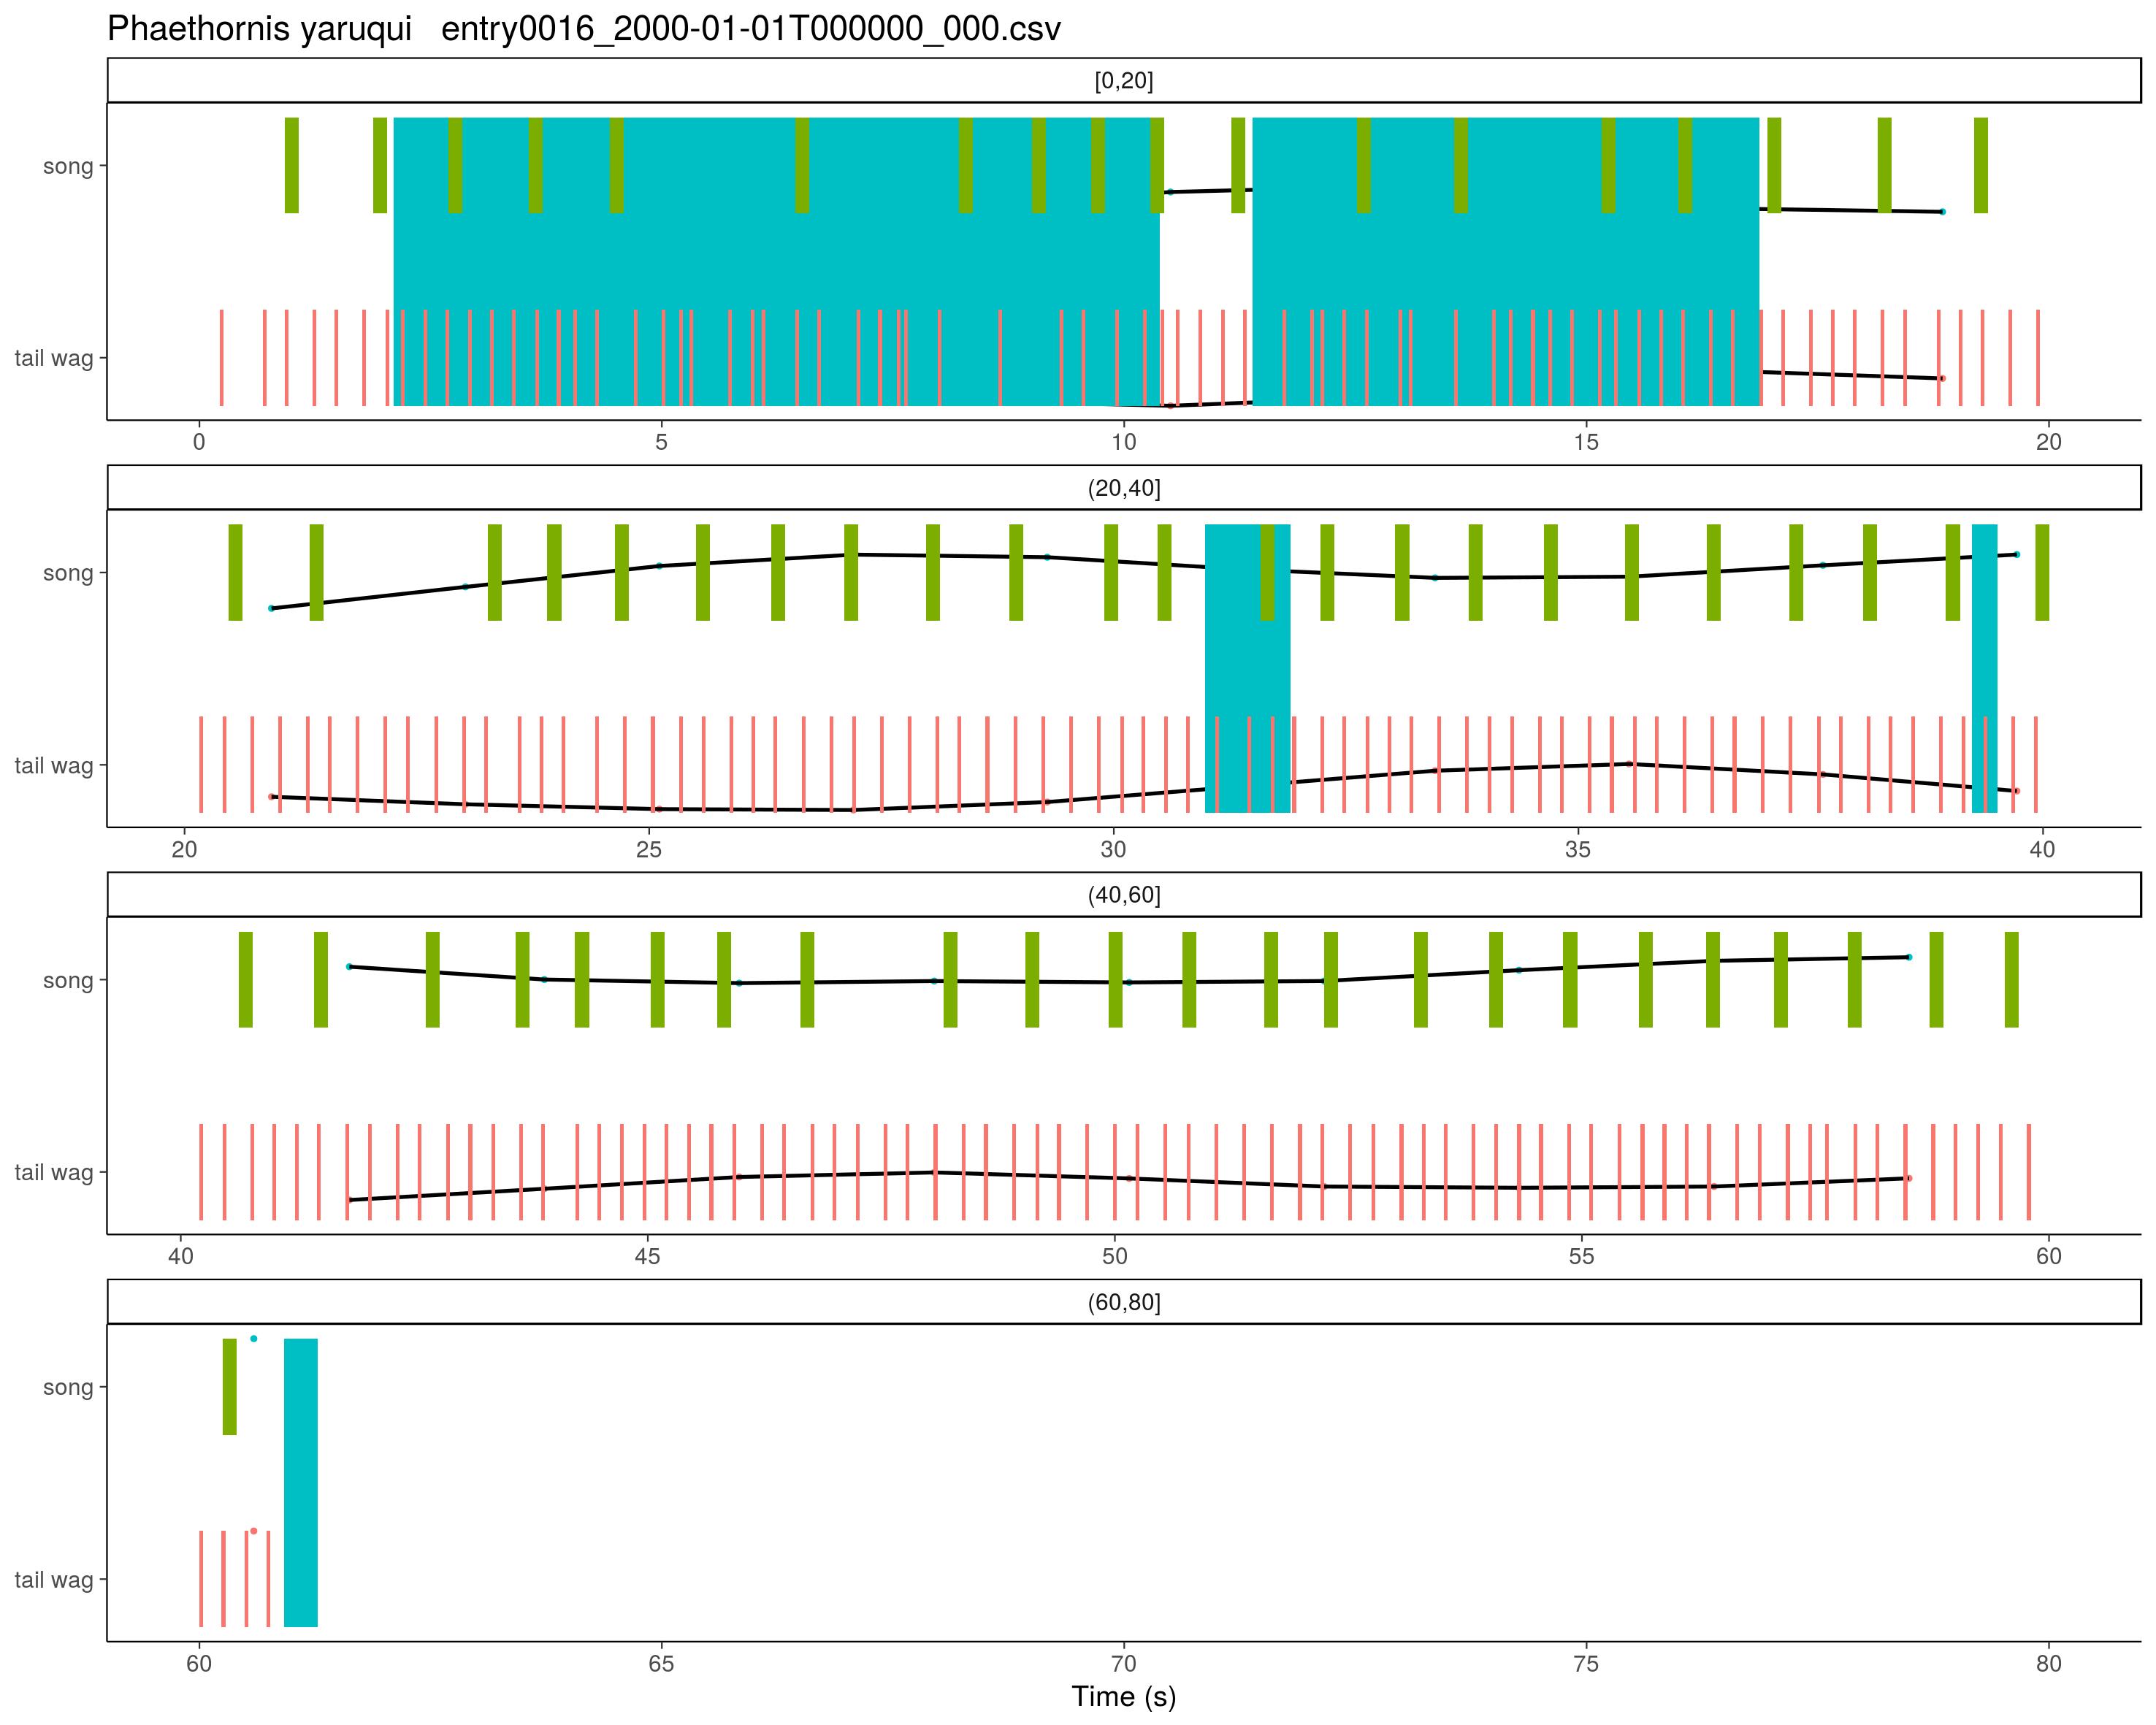 Phaethornis yaruqui   entry0016_2000-01-01T000000_000.csv
[0,20]
song
tail wag
0 5 10 15 20
(20,40]
song
tail wag
20 25 30 35 40
(40,60]
song
tail wag
40 45 50 55 60
(60,80]
song
tail wag
60 65 70 75 80
Time (s)